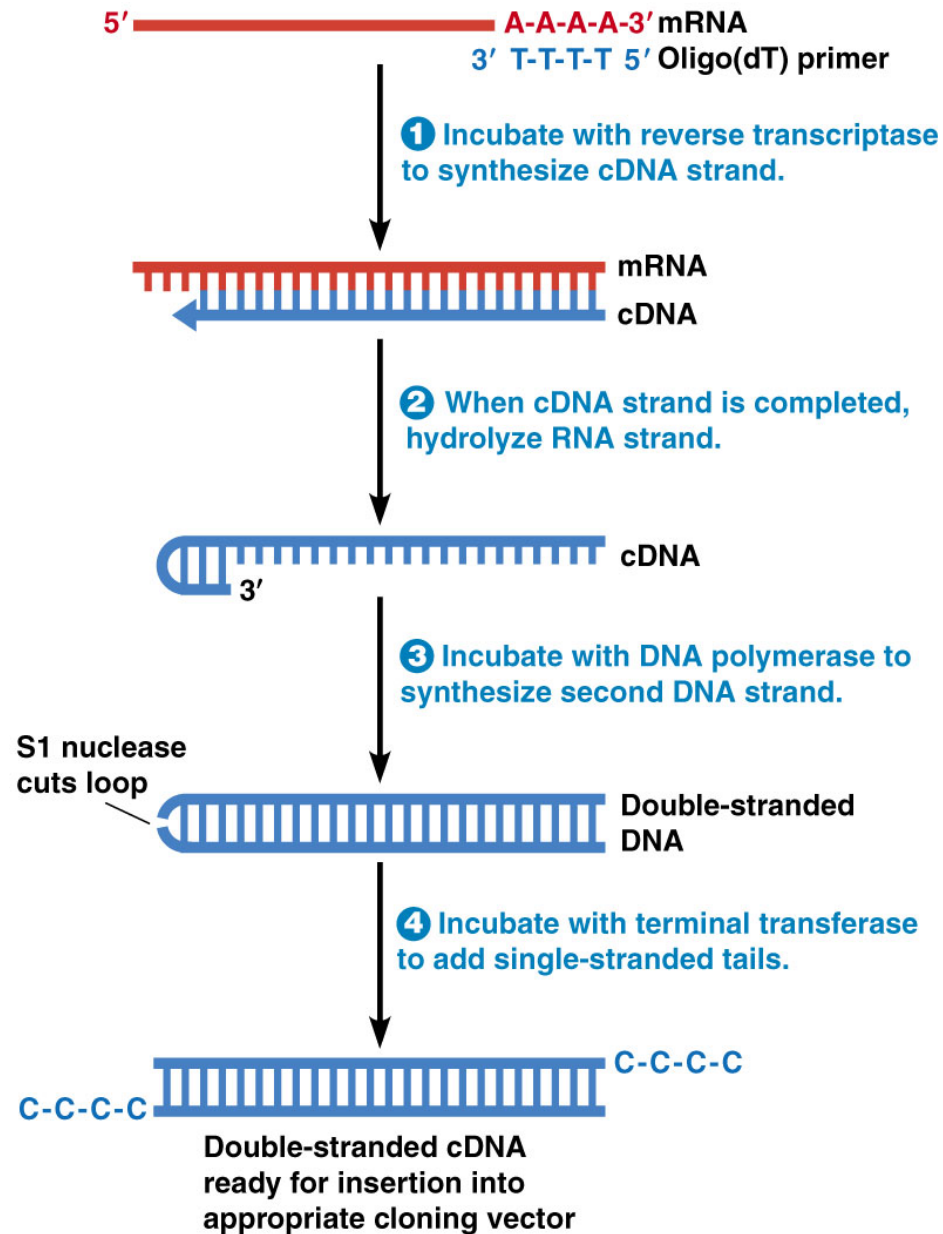 5′ A-A-A-A-3′ mRNA
3′ T-T-T-T 5′ Oligo(dT) primer
1 Incubate with reverse transcriptase
to synthesize cDNA strand.
mRNA
cDNA
2 When cDNA strand is completed,
hydrolyze RNA strand.
cDNA
3′
3 Incubate with DNA polymerase to
synthesize second DNA strand.
S1 nuclease
cuts loop
Double-stranded
DNA
4 Incubate with terminal transferase
to add single-stranded tails.
C-C-C-C
C-C-C-C
Double-stranded cDNA
ready for insertion into
appropriate cloning vector